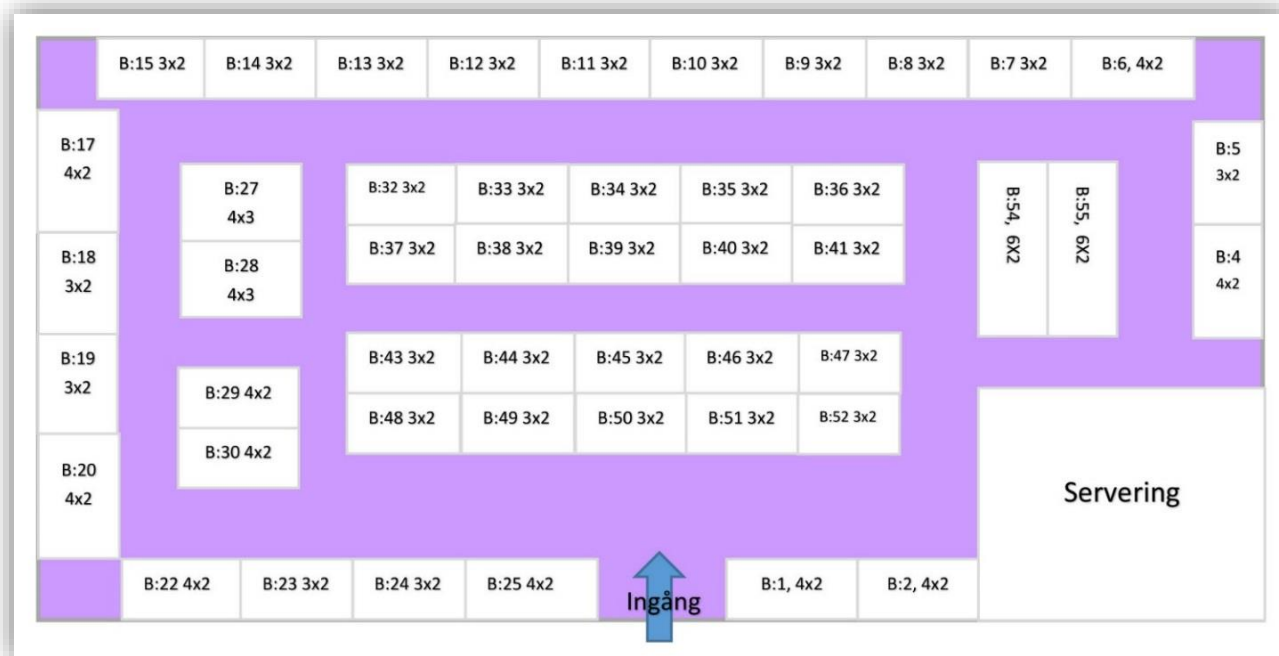 B:15 3x2 B:14 3x2 B:13 3x2 B:12 3x2 B:11 3x2 B:10 3x2 B:9 3x2 B:8 3x2 B:7 3x2 B:6, 4x2
B:17
4x2
B:18
3x2
B:19
3x2
B:20
4x2
B:27
4x3
B:28
4x3
B:29 4x2
B:30 4x2
B:32 3x2 B:33 3x2 B:34 3x2 B:35 3x2 B:36 3x2
B:37 3x2 B:38 3x2 B:39 3x2 B:40 3x2 B:41 3x2
B:43 3x2 B:44 3x2 B:45 3x2 B:46 3x2 B:47 3x2
B:48 3x2 B:49 3x2 B:50 3x2 B:51 3x2 B:52 3x2
B:54, 6X2
B:55, 6X2
B:5
3x2
B:4
4x2
Servering
B:22 4x2 B:23 3x2 B:24 3x2 B:25 4x2
Ingång
B:1, 4x2 B:2, 4x2